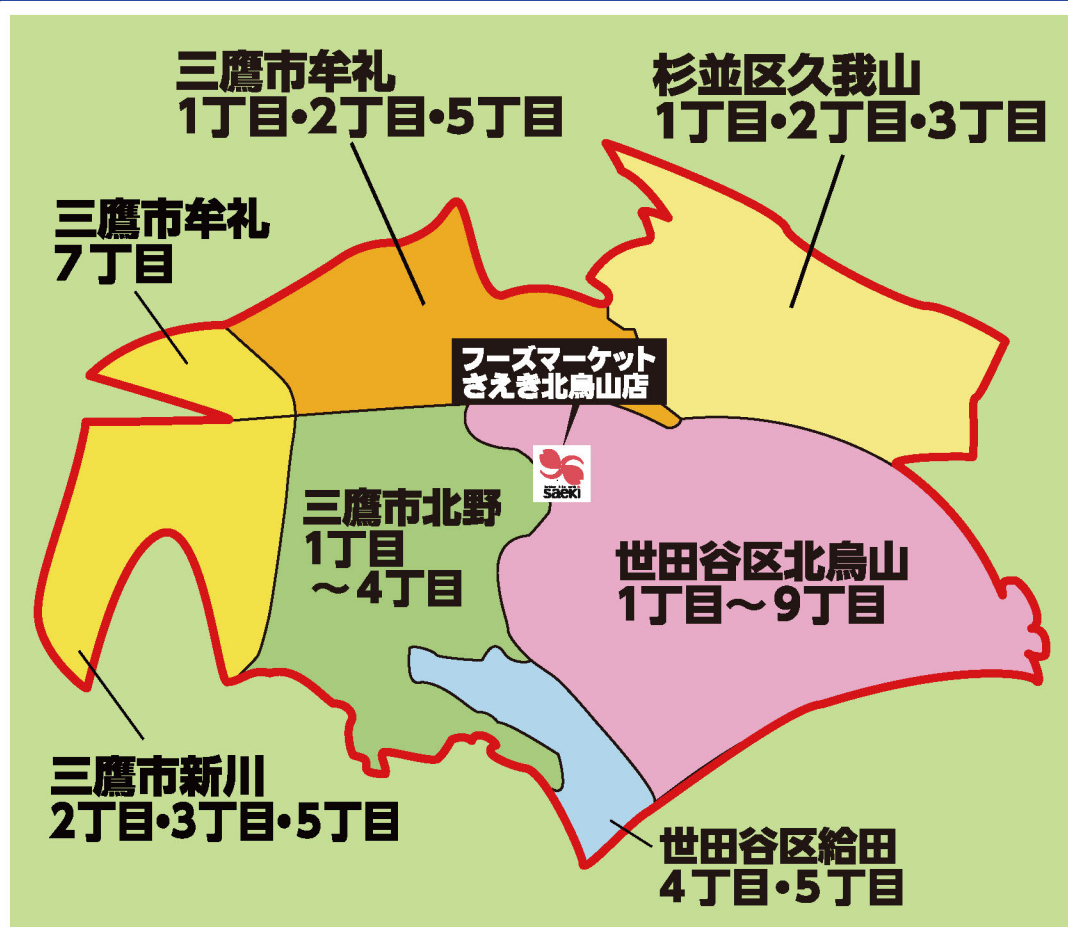 三鷹市牟礼
1丁目・2丁目・5丁目
杉並区久我山
1丁目・2丁目・3丁目
三鷹市牟礼
7丁目
フーズマーケット
さえき北烏山店
saeki
三鷹市北野
1丁目
～4丁目
世田谷区北烏山
1丁目～9丁目
三鷹市新川
2丁目・3丁目・5丁目
世田谷区給田
4丁目・5丁目